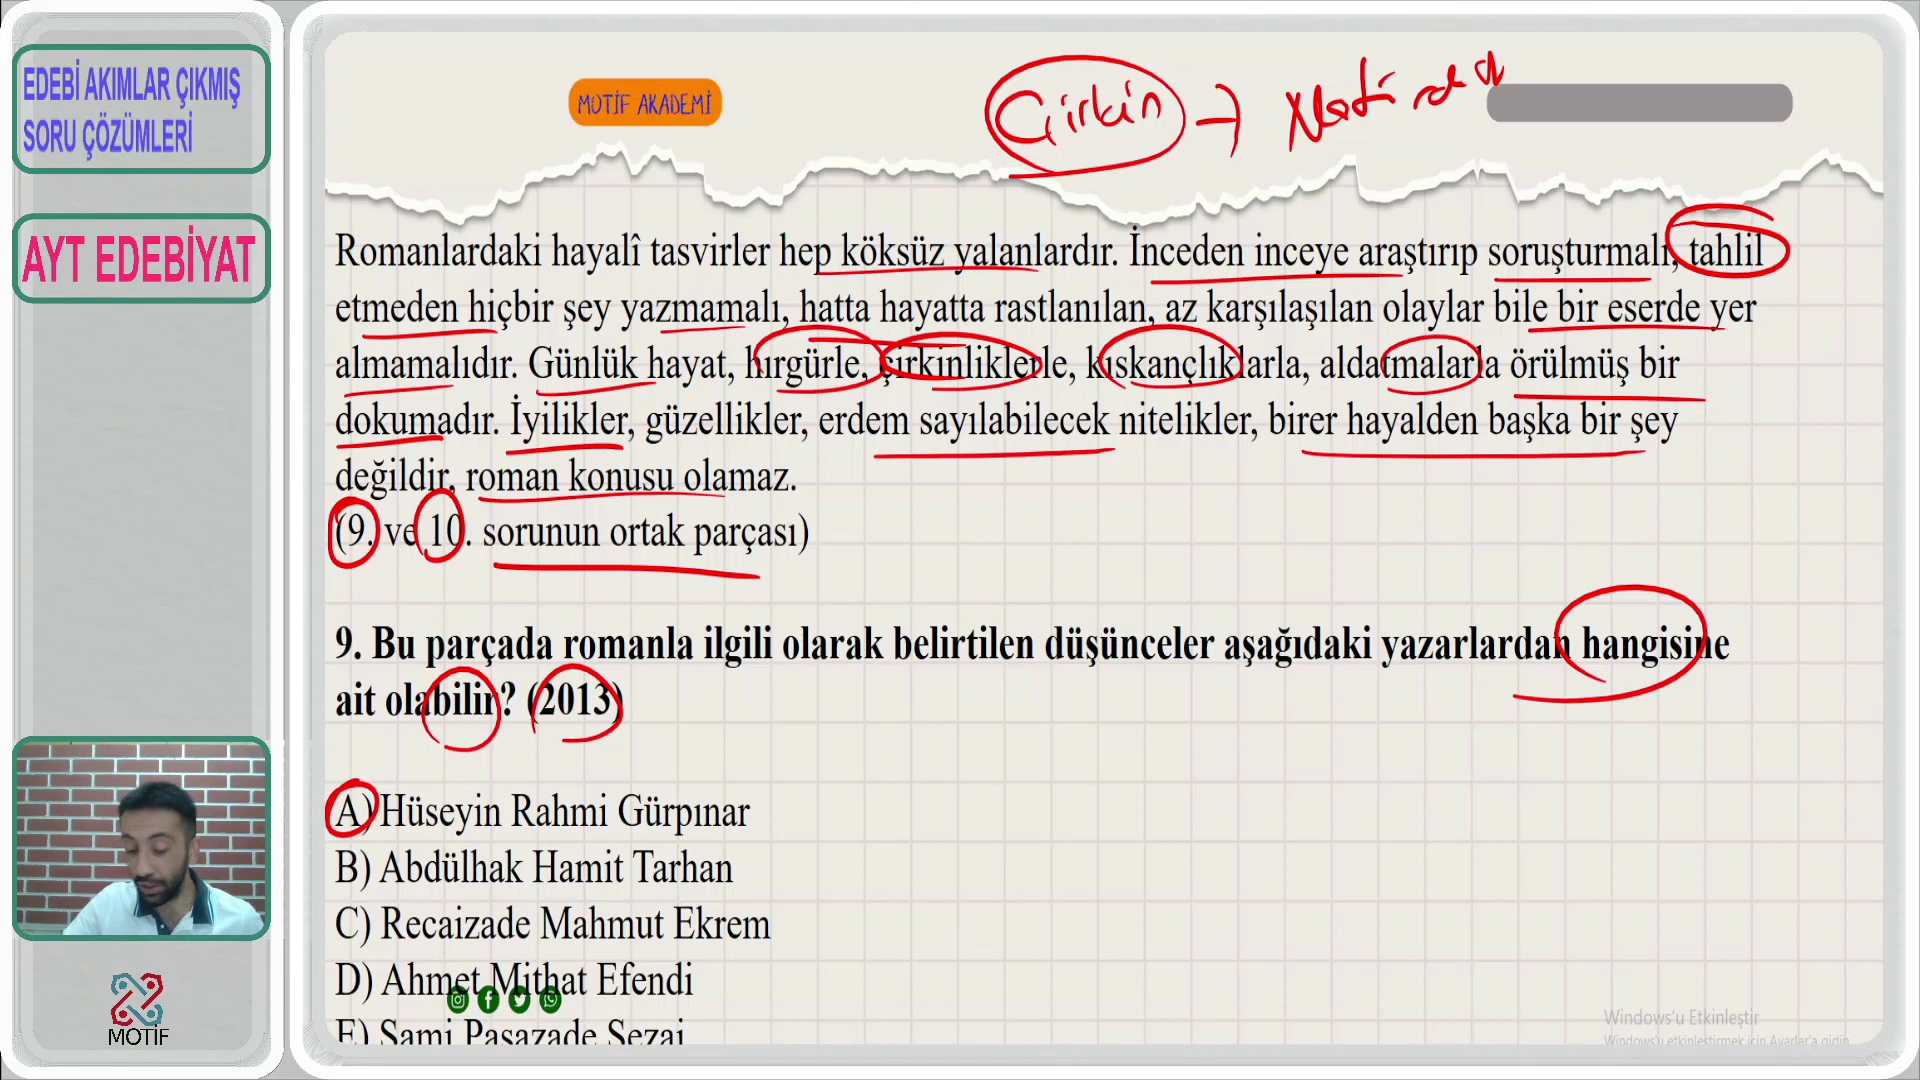 EDEBİ AKIMLAR ÇIKMIŞ
SORU ÇÖZÜMLERİ
AYT EDEBİYAT
MOTİF AKADEMİ
Çirkin →
Romanlardaki hayalî tasvirler hep köksüz yalanlardır. İnceden inceye araştırıp soruşturmalı, tahlil
etmeden hiçbir şey yazmamalı, hatta hayatta rastlanılan, az karşılaşılan olaylar bile bir eserde yer
almamalıdır. Günlük hayat, hırgürle, çirkinliklerle, kıskançlıklarla, aldatmalarla örülmüş bir
dokumadır. İyilikler, güzellikler, erdem sayılabilecek nitelikler, birer hayalden başka bir şey
değildir, roman konusu olamaz.
(9. ve 10. sorunun ortak parçası)
9. Bu parçada romanla ilgili olarak belirtilen düşünceler aşağıdaki yazarlardan hangisine
ait olabilir? (2013)
A) Hüseyin Rahmi Gürpınar
B) Abdülhak Hamit Tarhan
C) Recaizade Mahmut Ekrem
D) Ahmet Mithat Efendi
E) Sami Paşazade Sezai
MOTİF
Windows'u Etkinleştir
Windows'u etkinleştirmek için Ayarlar'a gidin